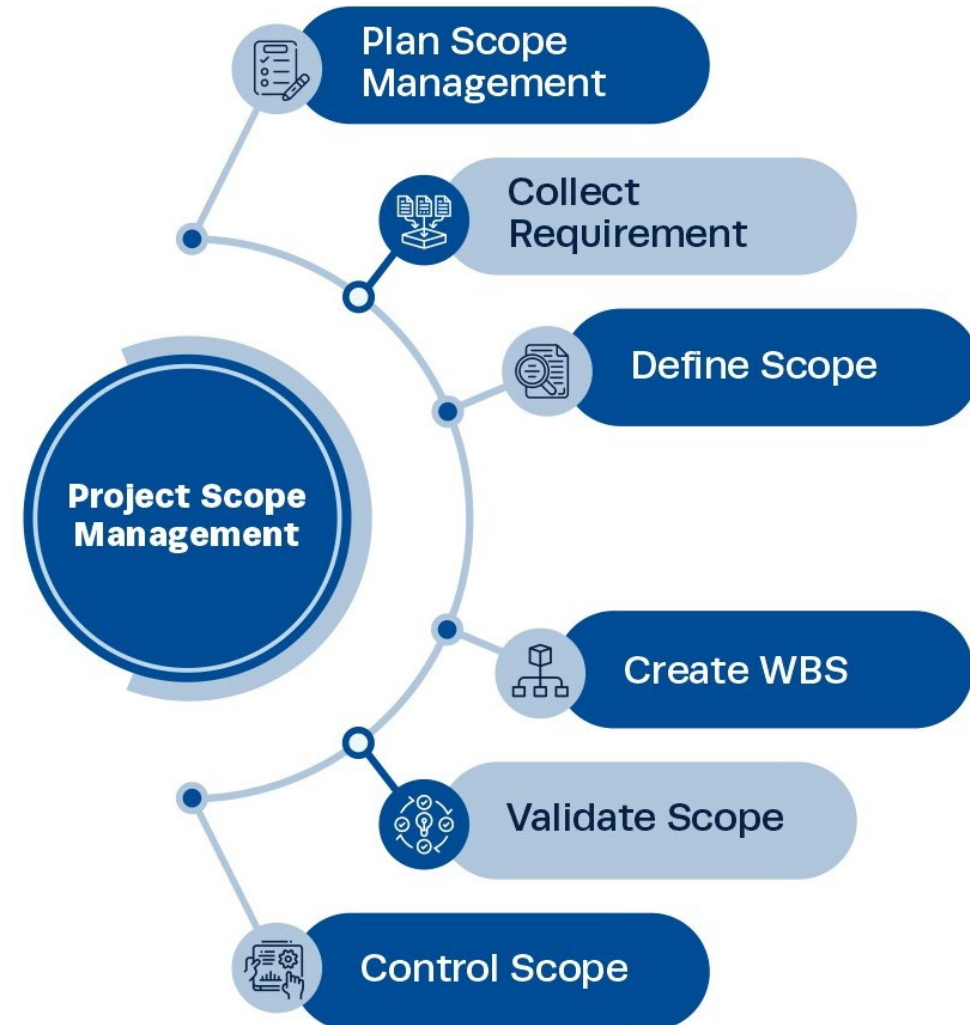 Plan Scope
Management
Collect
Requirement
Define Scope
Project Scope
Management
Create WBS
Validate Scope
Control Scope